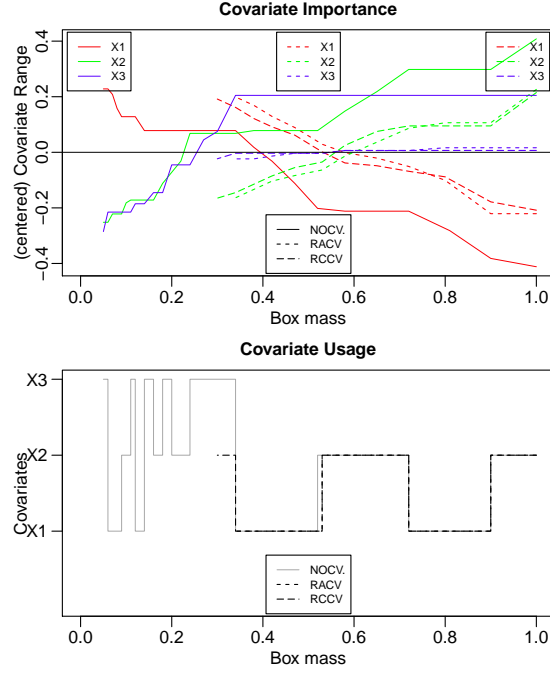 Covariate Importance
(centered) Covariate Range
0.4
0.2
0.0
−0.2
−0.4
X1
X2
X3
X1
X2
X3
X1
X2
X3
NOCV.
RACV
RCCV
0.0 0.2 0.4 0.6 0.8 1.0
Box mass
Covariate Usage
Covariates
X3
X2
X1
NOCV.
RACV
RCCV
0.0 0.2 0.4 0.6 0.8 1.0
Box mass